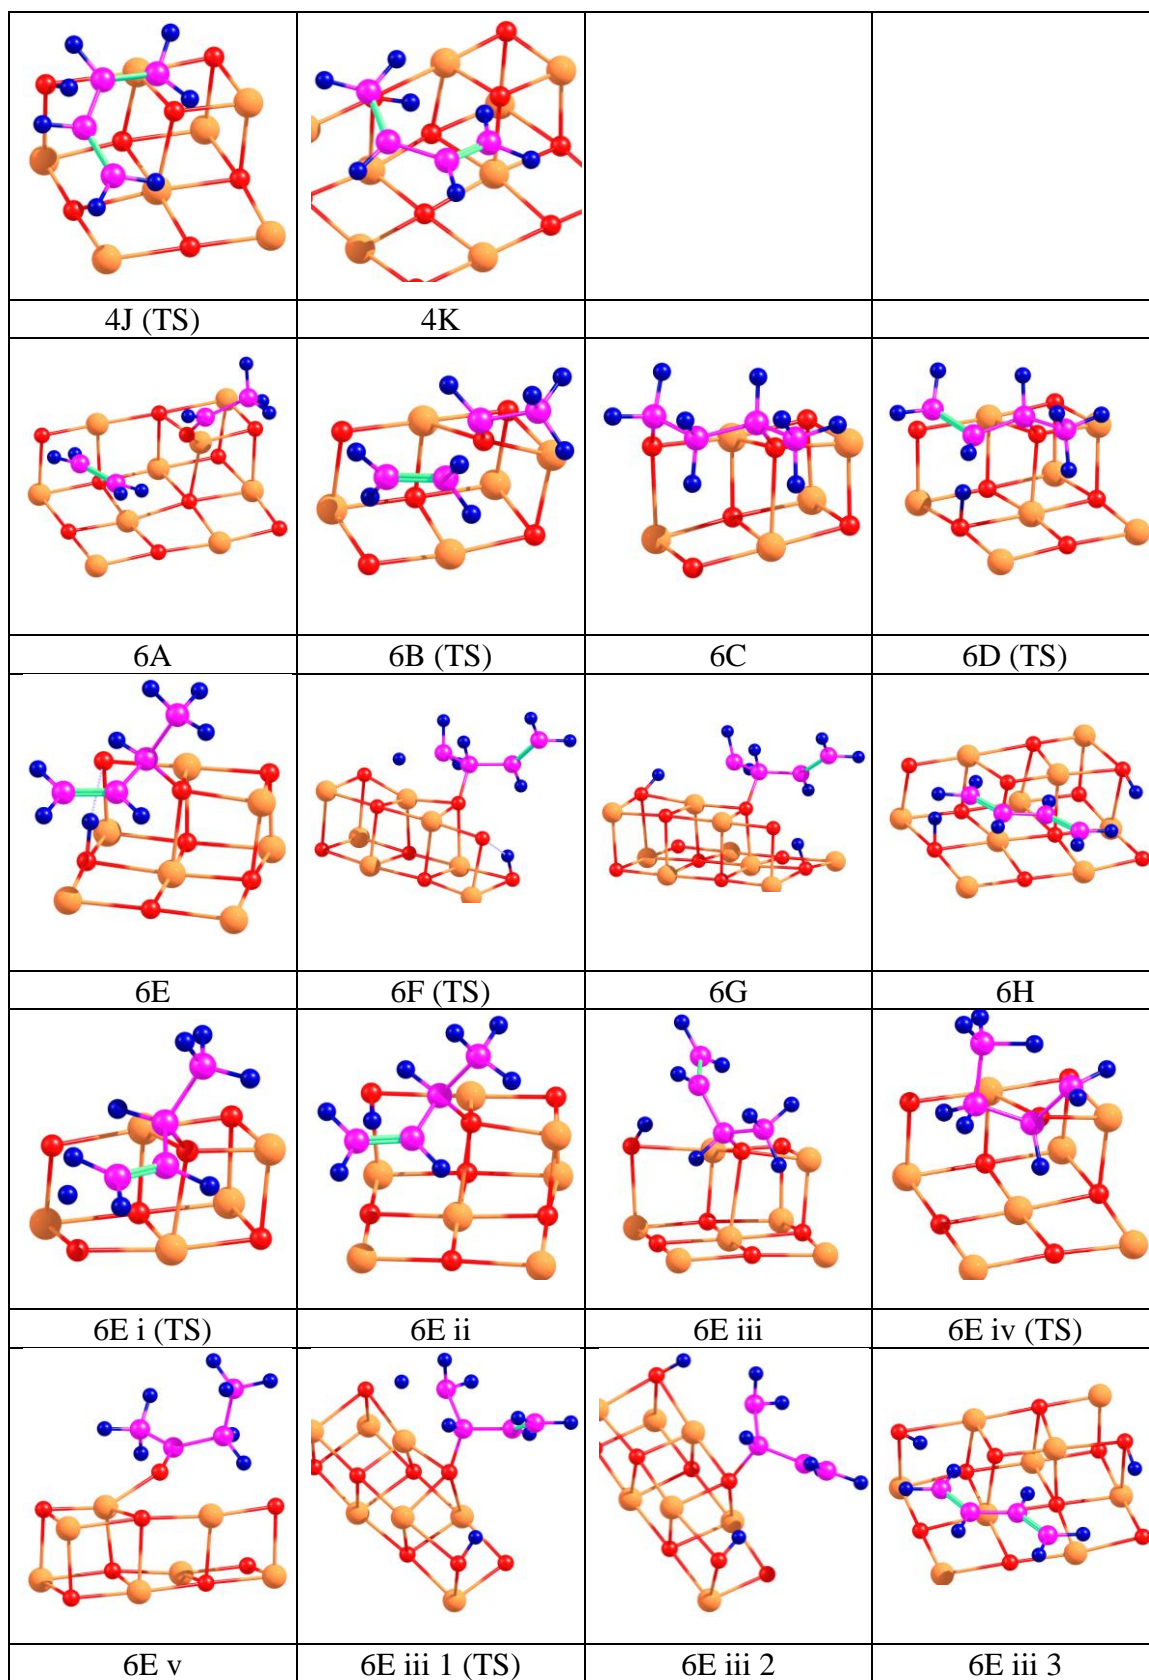 4J (TS) 4K
6A 6B (TS) 6C 6D (TS)
6E 6F (TS) 6G 6H
6E i (TS) 6E ii 6E iii 6E iv (TS)
6E v 6E iii 1 (TS) 6E iii 2 6E iii 3